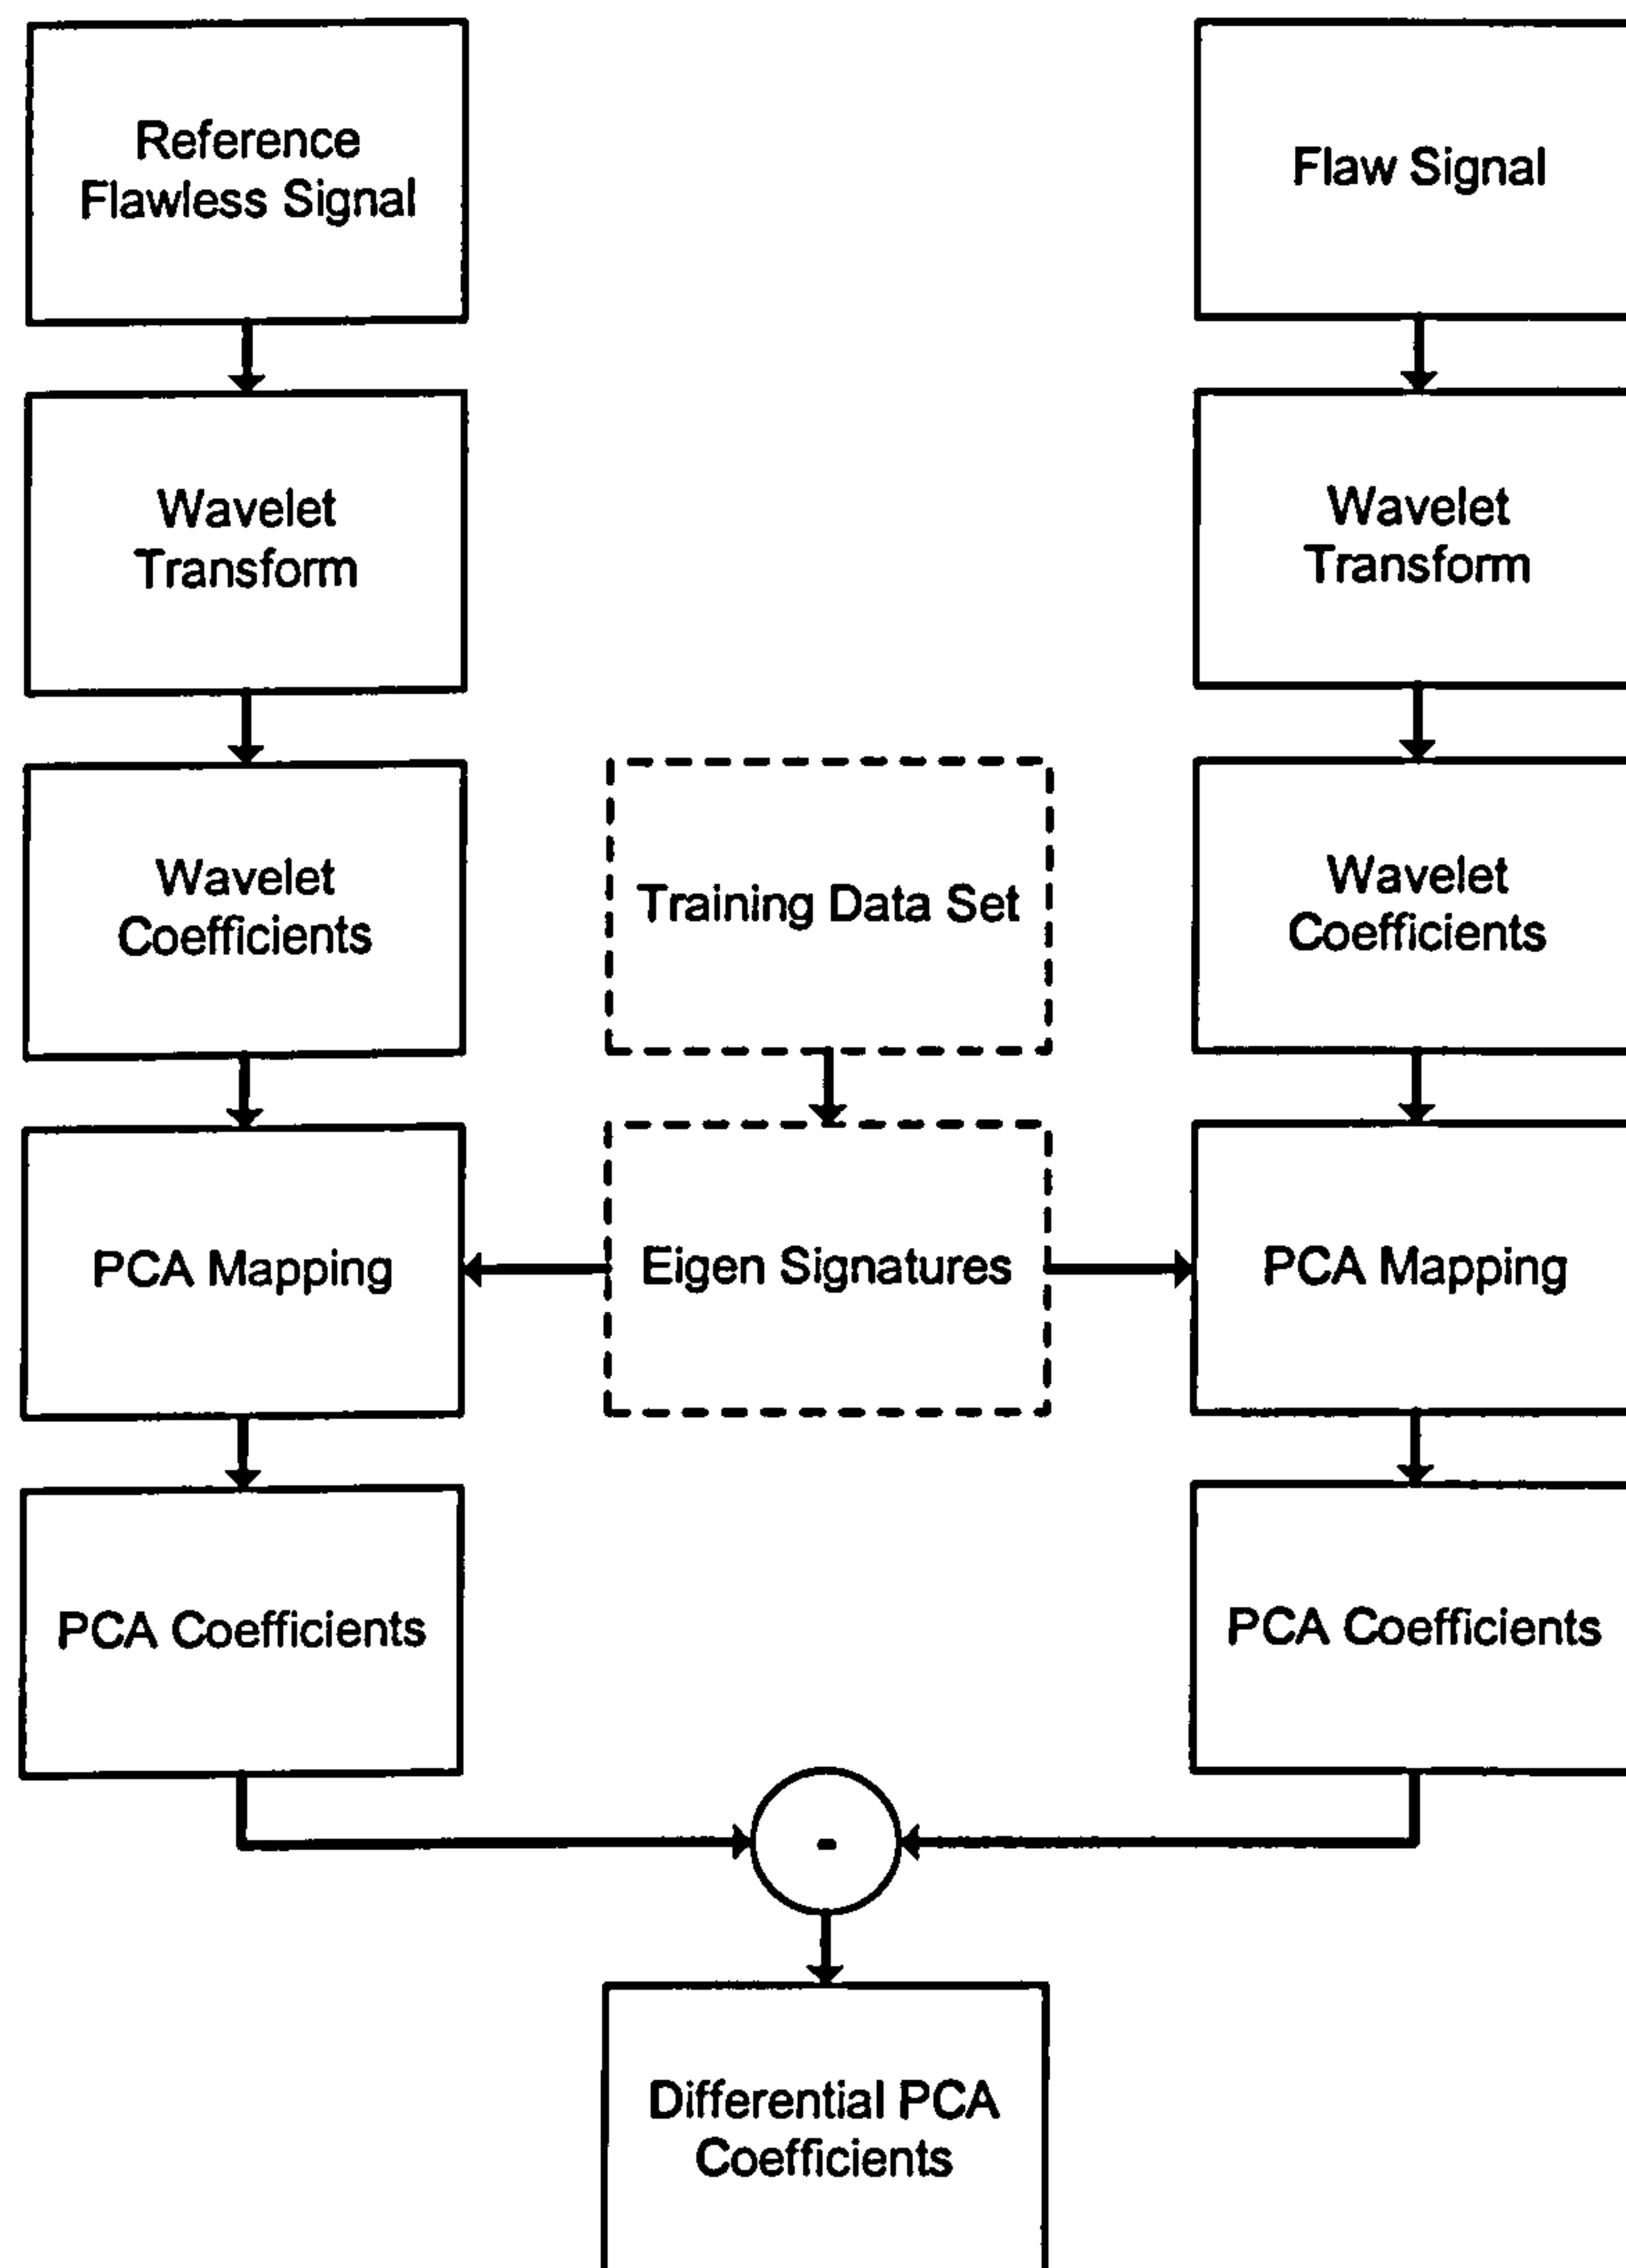 Reference
Flawless Signal
Flaw Signal
Wavelet
Transform
Wavelet
Transform
Wavelet
Coefficients
Training Data Set
Wavelet
Coefficients
PCA Mapping
Eigen Signatures
PCA Mapping
PCA Coefficients
PCA Coefficients
-
Differential PCA
Coefficients